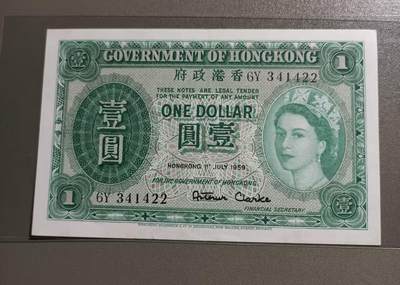 GOVERNMENT OF HONGKONG
1
1
府政港香 6Y 341422
THESE NOTES ARE LEGAL TENDER
FOR THE PAYMENT OF ANY AMOUNT
ONE DOLLAR
壹圓
圓壹
HONGKONG 1ST JULY 1959
FOR THE GOVERNMENT OF HONGKONG
6Y 341422
Arthur Clarke
FINANCIAL SECRETARY
1